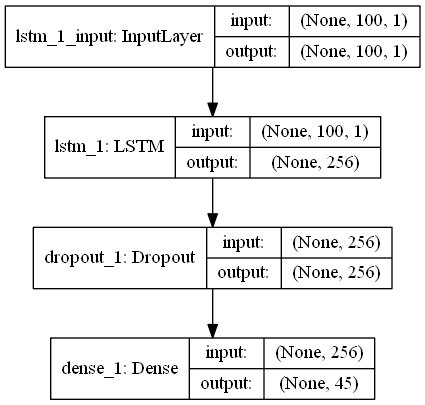 lstm_1_input: InputLayer input: (None, 100, 1)
output: (None, 100, 1)
lstm_1: LSTM input: (None, 100, 1)
output: (None, 256)
dropout_1: Dropout input: (None, 256)
output: (None, 256)
dense_1: Dense input: (None, 256)
output: (None, 45)